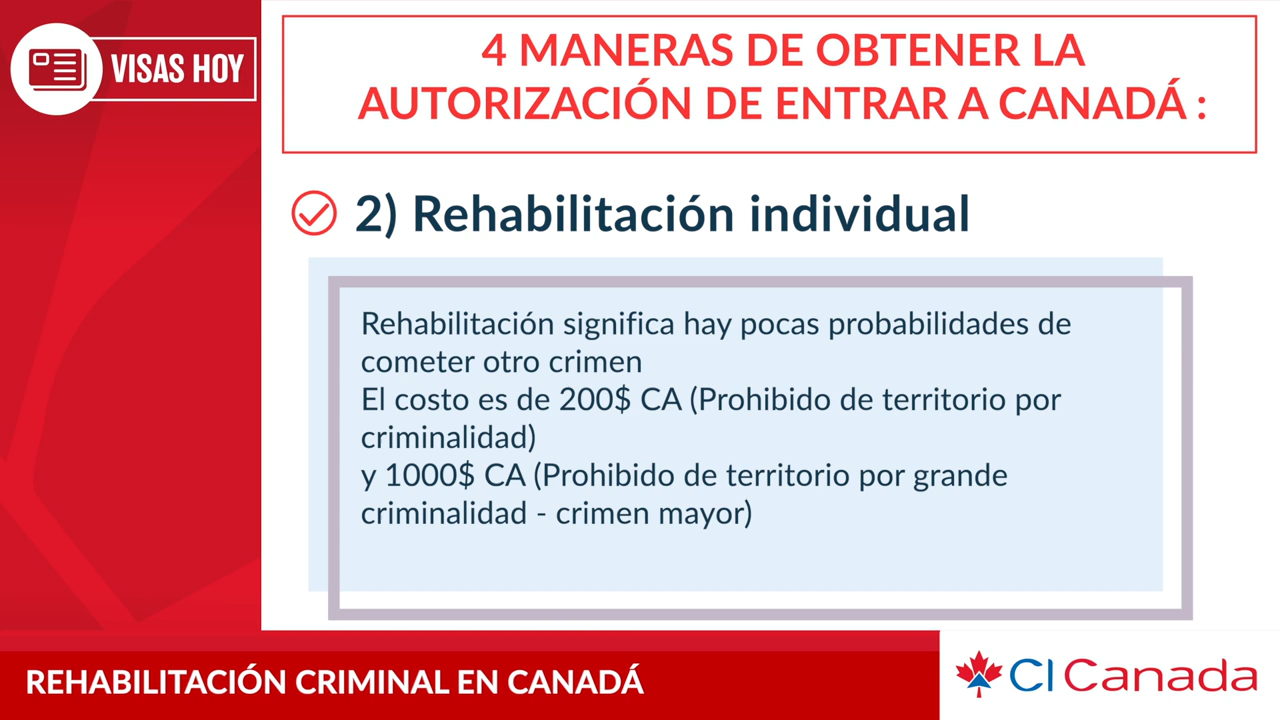 VISAS HOY
4 MANERAS DE OBTENER LA
AUTORIZACIÓN DE ENTRAR A CANADÁ :
2) Rehabilitación individual
Rehabilitación significa hay pocas probabilidades de
cometer otro crimen
El costo es de 200$ CA (Prohibido de territorio por
criminalidad)
y 1000$ CA (Prohibido de territorio por grande
criminalidad - crimen mayor)
REHABILITACIÓN CRIMINAL EN CANADÁ
CI Canada